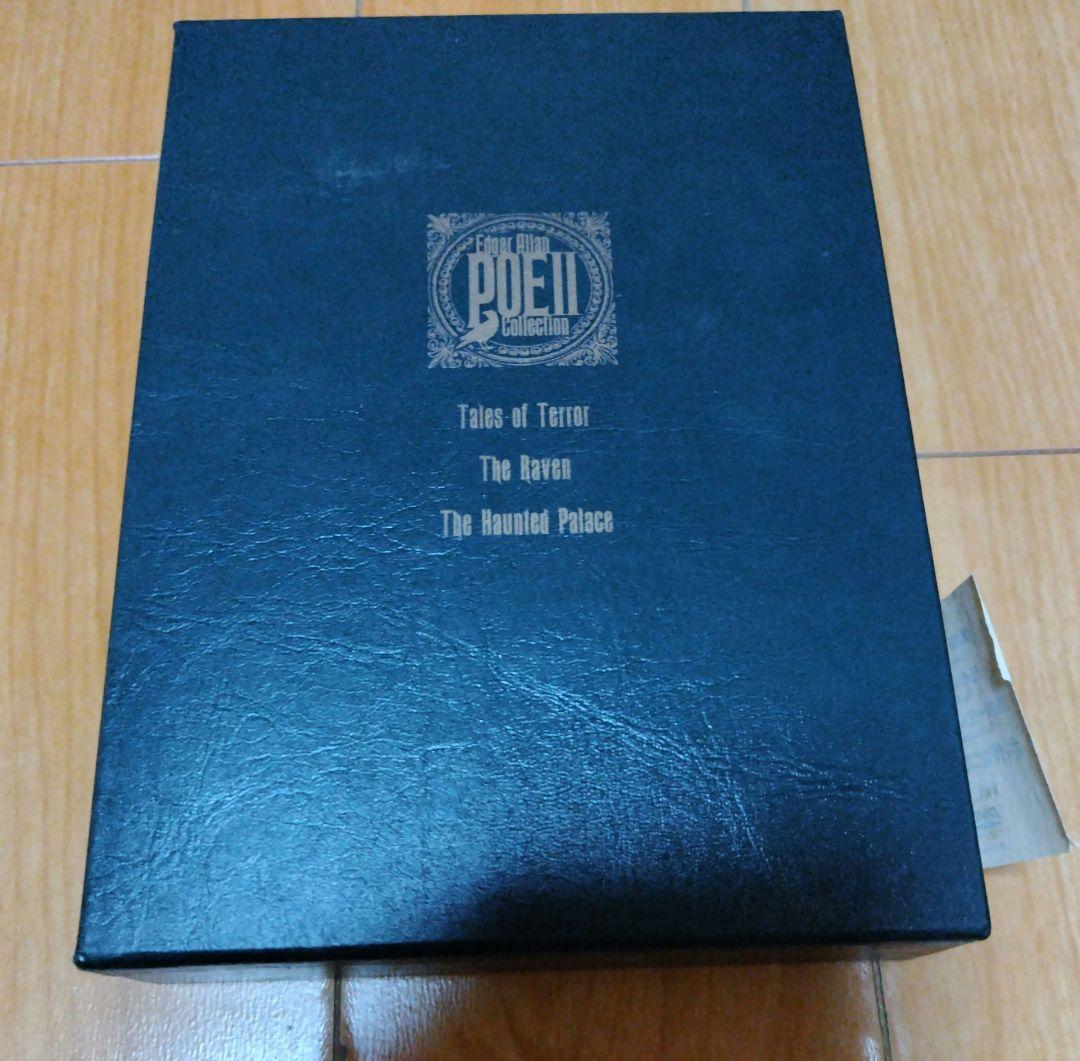 Edgar Allan
POE II
Collection
Tales of Terror
The Raven
The Haunted Palace